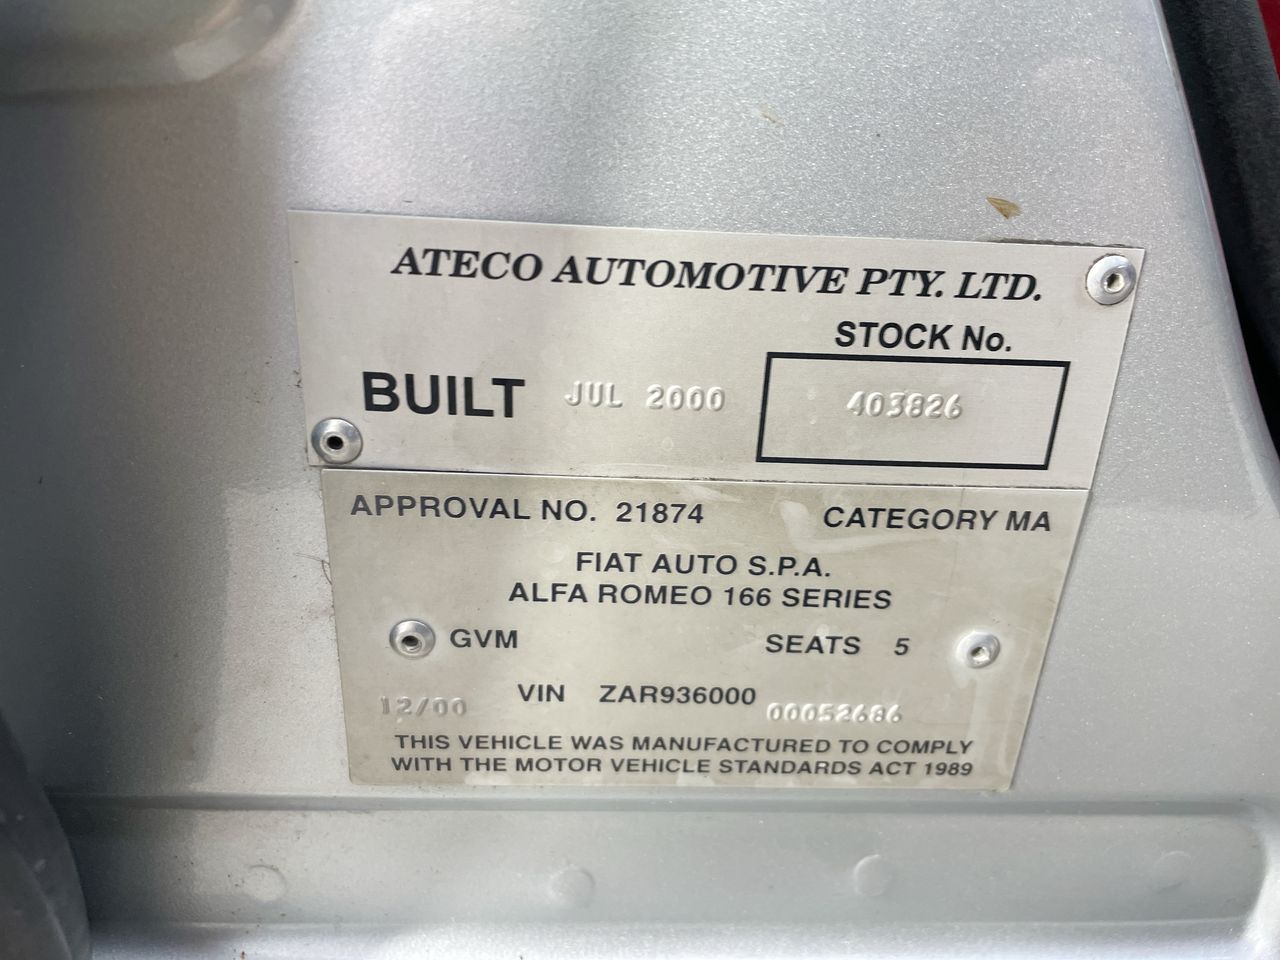 ATECO AUTOMOTIVE PTY. LTD.
STOCK No.
BUILT JUL 2000 403826
APPROVAL NO. 21874 CATEGORY MA
FIAT AUTO S.P.A.
ALFA ROMEO 166 SERIES
GVM SEATS 5
12/00 VIN ZAR936000 00052686
THIS VEHICLE WAS MANUFACTURED TO COMPLY
WITH THE MOTOR VEHICLE STANDARDS ACT 1989